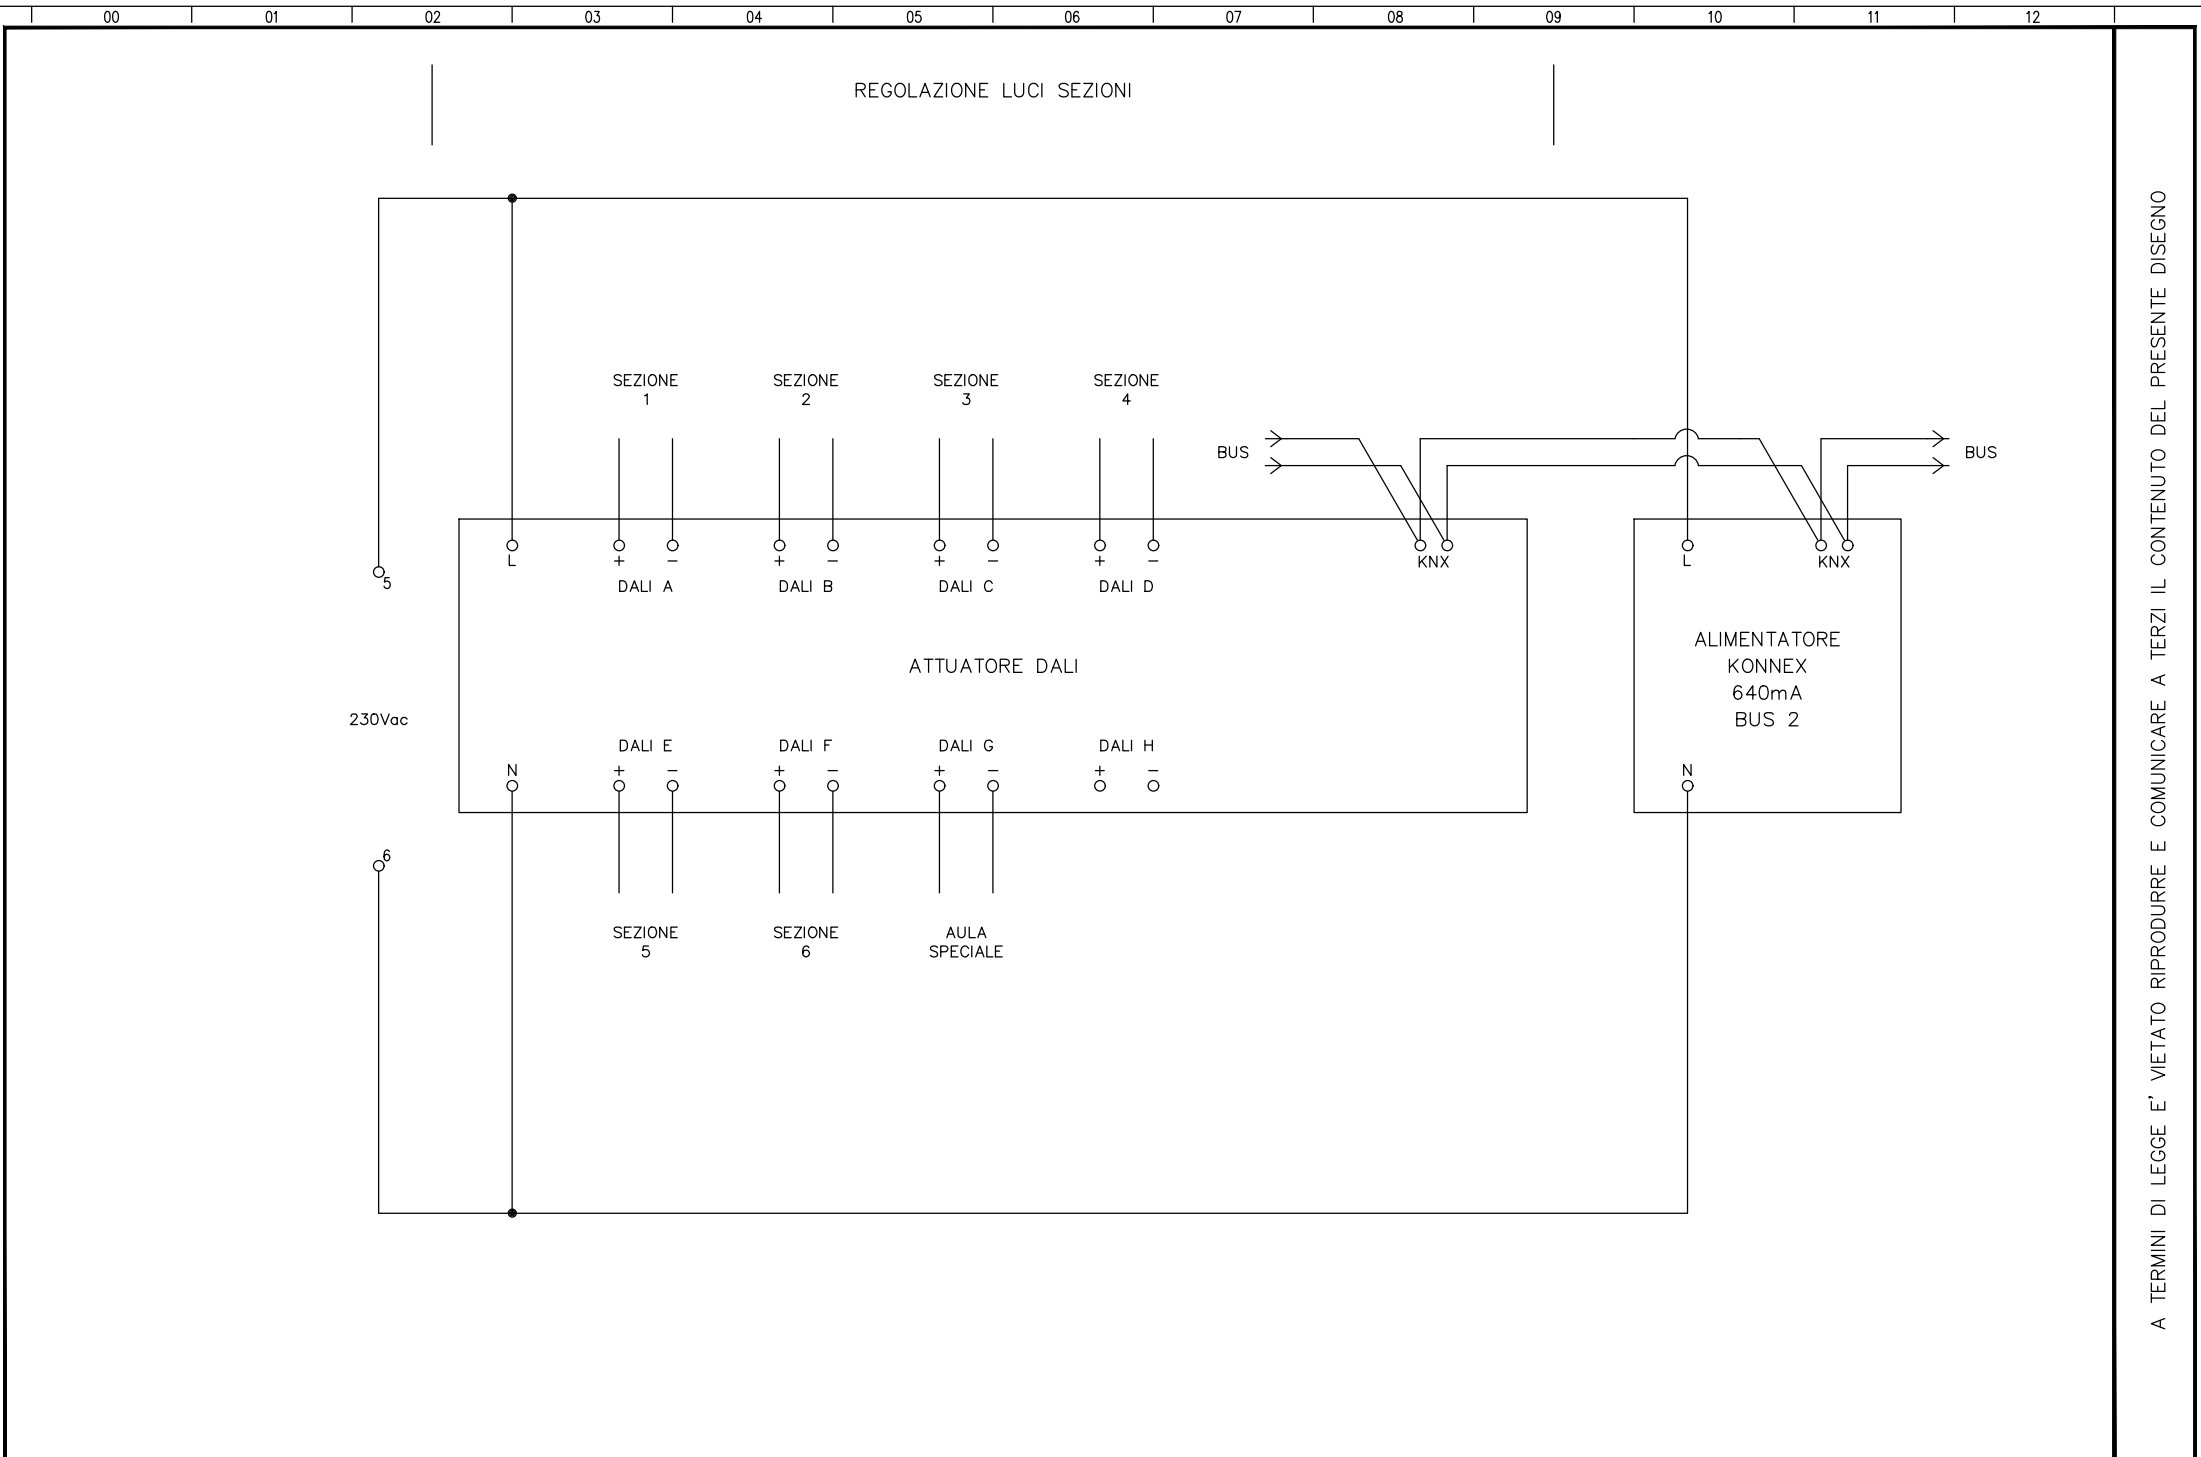 00 01 02 03 04 05 06 07 08 09 10 11 12
REGOLAZIONE LUCI SEZIONI
SEZIONE
1
SEZIONE
2
SEZIONE
3
SEZIONE
4
BUS
BUS
L
+ -
DALI A
+ -
DALI B
+ -
DALI C
+ -
DALI D
KNX
L
KNX
5
230Vac
6
ATTUATORE DALI
ALIMENTATORE
KONNEX
640mA
BUS 2
N
DALI E
+ -
DALI F
+ -
DALI G
+ -
DALI H
+ -
N
SEZIONE
5
SEZIONE
6
AULA
SPECIALE
A TERMINI DI LEGGE E' VIETATO RIPRODURRE E COMUNICARE A TERZI IL CONTENUTO DEL PRESENTE DISEGNO